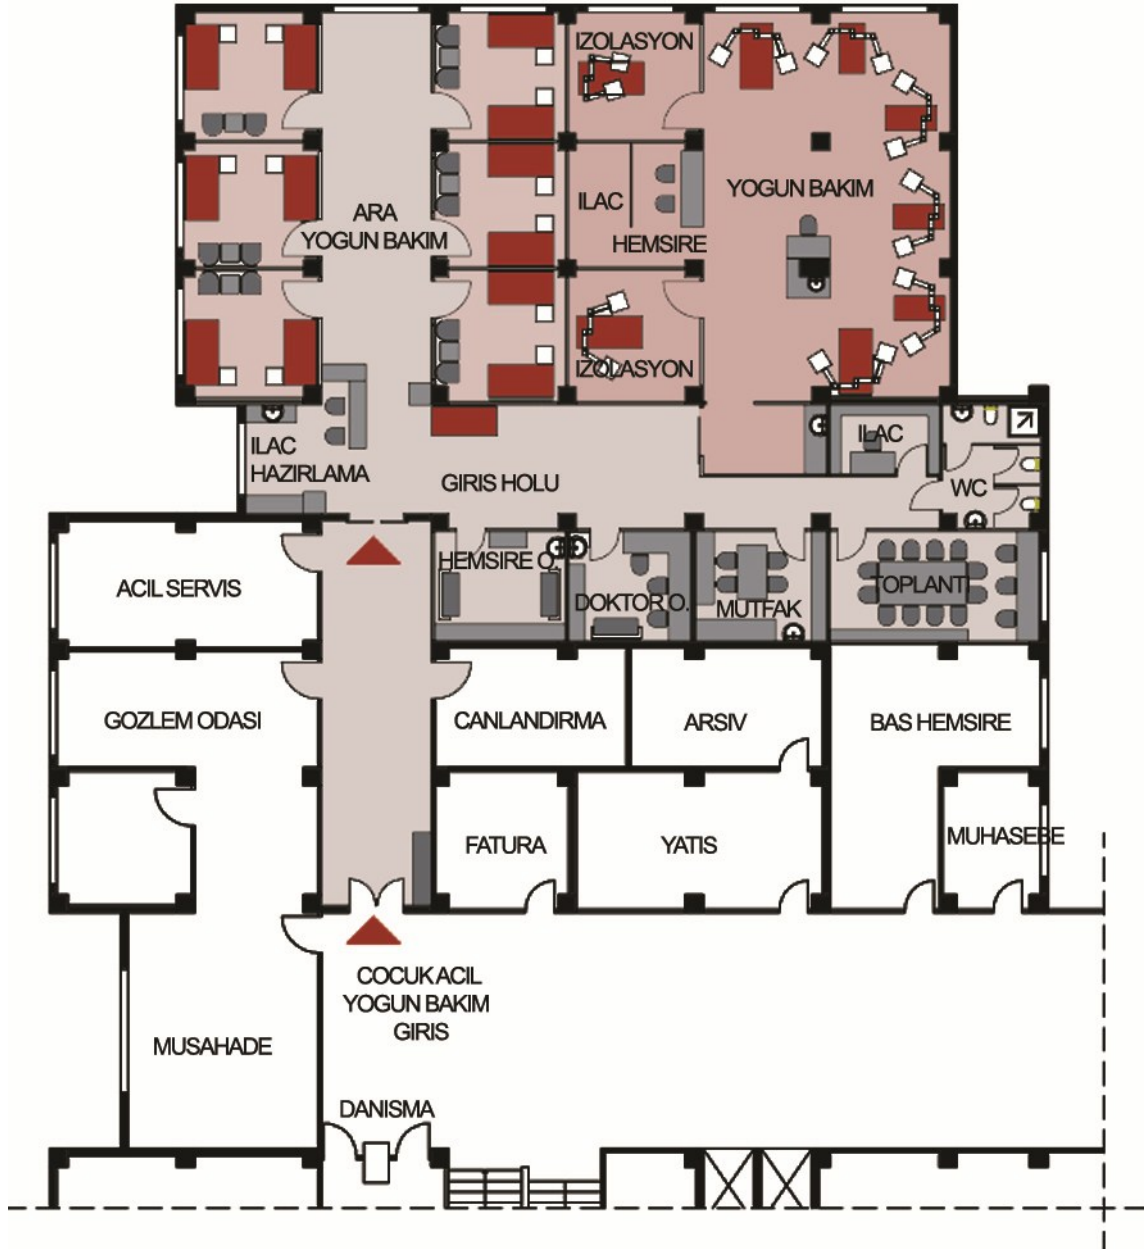 IZOLASYON
YOGUN BAKIM
ILAC
ARA
YOGUN BAKIM
HEMSIRE
IZOLASYON
ILAC
ILAC
HAZIRLAMA
GIRIS HOLU
WC
HEMSIRE O.
ACIL SERVIS
DOKTOR O.
MUTFAK
TOPLANTI
GOZLEM ODASI
CANLANDIRMA
ARSIV
BAS HEMSIRE
FATURA
YATIS
MUHASEBE
COCUK ACIL
YOGUN BAKIM
GIRIS
MUSAHADE
DANISMA